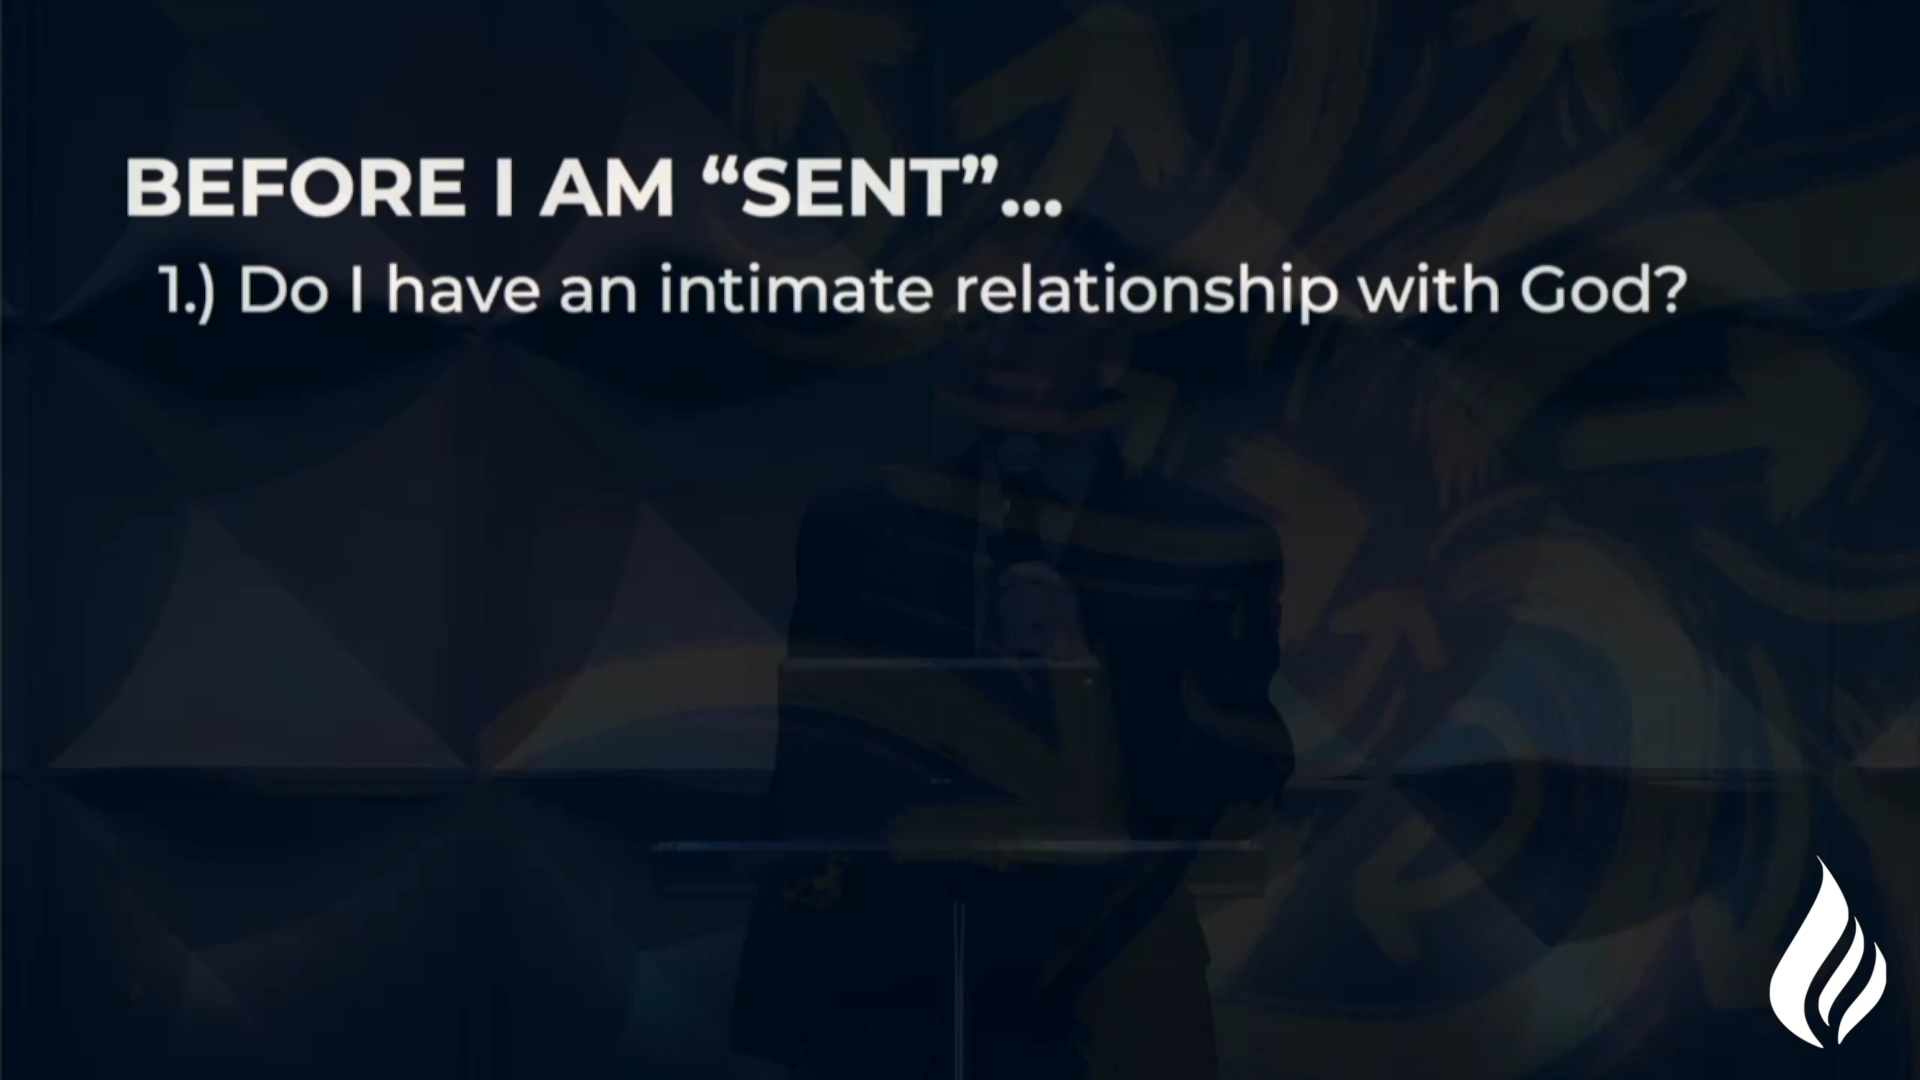 BEFORE I AM “SENT”...
1.) Do I have an intimate relationship with God?